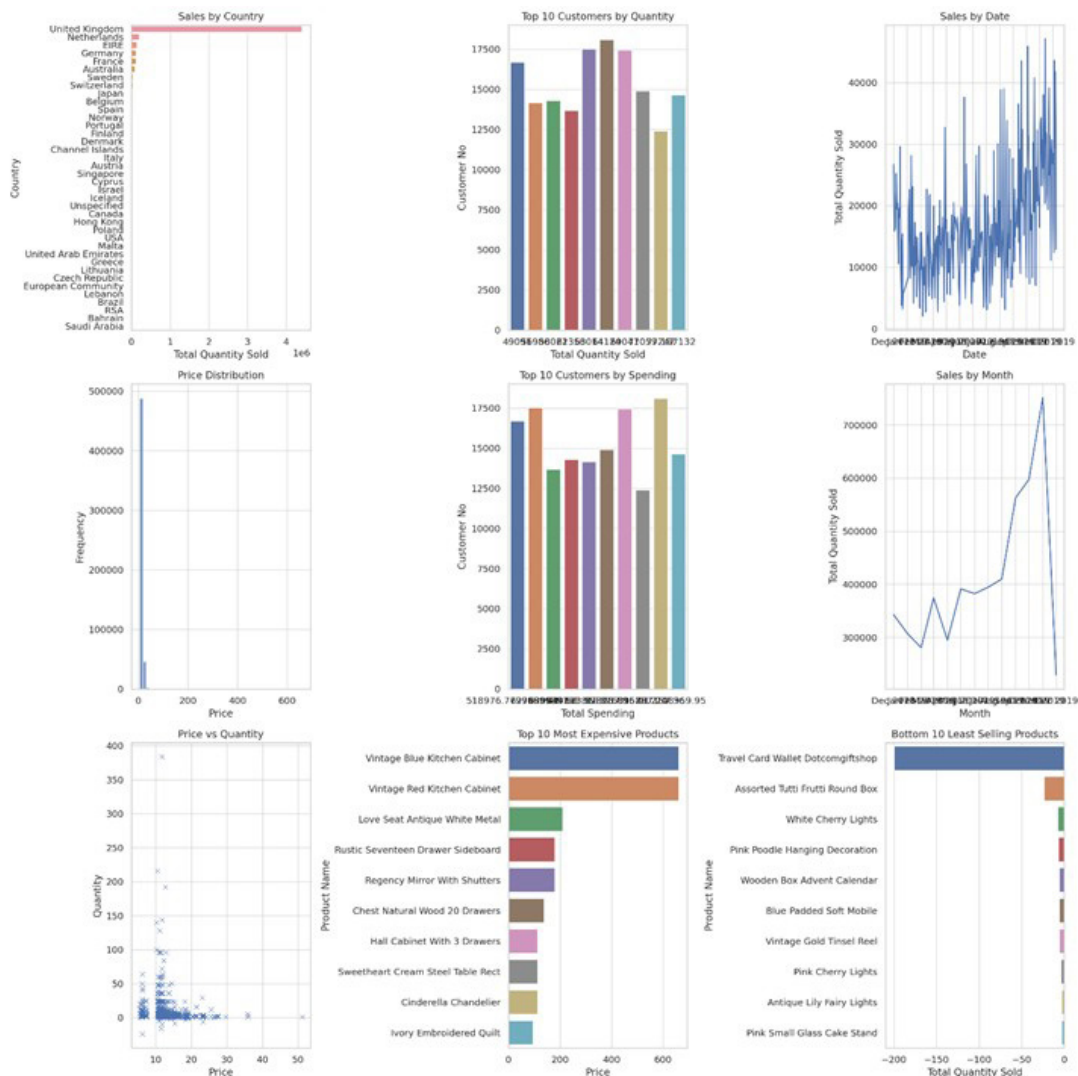 Sales by Country
United Kingdom
Netherlands
EIRE
Germany
France
Australia
Sweden
Switzerland
Japan
Belgium
Spain
Norway
Portugal
Finland
Denmark
Channel Islands
Italy
Austria
Singapore
Cyprus
Israel
Iceland
Unspecified
Canada
Hong Kong
Poland
USA
Malta
United Arab Emirates
Greece
Lithuania
Czech Republic
European Community
Lebanon
Brazil
RSA
Bahrain
Saudi Arabia
Country
0 1 2 3 4
1e6
Total Quantity Sold
Top 10 Customers by Quantity
17500
15000
12500
10000
7500
5000
2500
0
Customer No
Total Quantity Sold
Sales by Date
40000
30000
20000
10000
0
Total Quantity Sold
Date
Price Distribution
500000
400000
300000
200000
100000
0
Frequency
0 200 400 600
Price
Top 10 Customers by Spending
17500
15000
12500
10000
7500
5000
2500
0
Customer No
Total Spending
Sales by Month
700000
600000
500000
400000
300000
Total Quantity Sold
Month
Price vs Quantity
400
350
300
250
200
150
100
50
0
Quantity
10 20 30 40 50
Price
Top 10 Most Expensive Products
Vintage Blue Kitchen Cabinet
Vintage Red Kitchen Cabinet
Love Seat Antique White Metal
Rustic Seventeen Drawer Sideboard
Regency Mirror With Shutters
Chest Natural Wood 20 Drawers
Hall Cabinet With 3 Drawers
Sweetheart Cream Steel Table Rect
Cinderella Chandelier
Ivory Embroidered Quilt
Product Name
0 200 400 600
Price
Bottom 10 Least Selling Products
Travel Card Wallet Dotcomgiftshop
Assorted Tutti Frutti Round Box
White Cherry Lights
Pink Poodle Hanging Decoration
Wooden Box Advent Calendar
Blue Padded Soft Mobile
Vintage Gold Tinsel Reel
Pink Cherry Lights
Antique Lily Fairy Lights
Pink Small Glass Cake Stand
Product Name
−200 −150 −100 −50 0
Total Quantity Sold